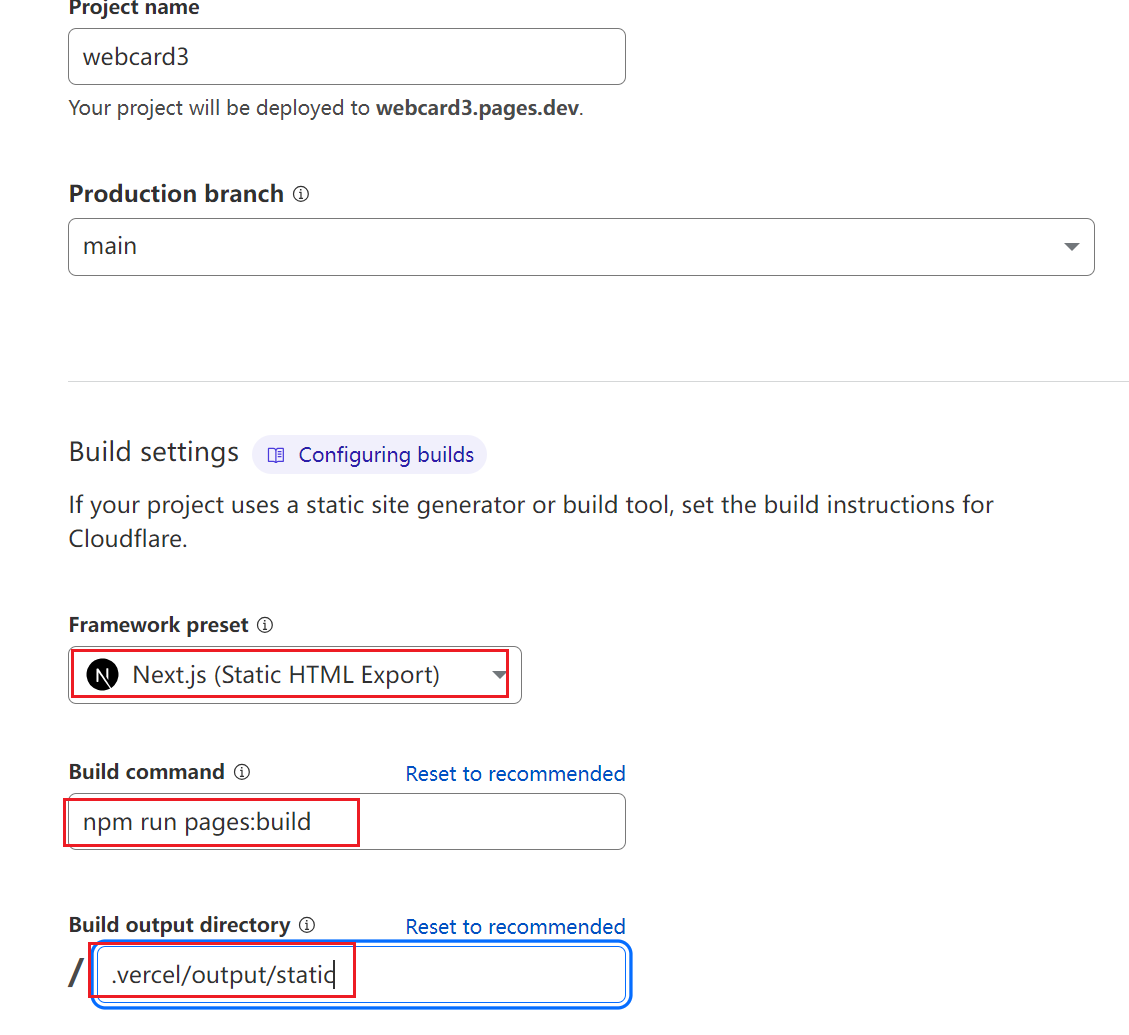 Project name
webcard3
Your project will be deployed to webcard3.pages.dev.
Production branch
main
Build settings
Configuring builds
If your project uses a static site generator or build tool, set the build instructions for
Cloudflare.
Framework preset
N Next.js (Static HTML Export)
Build command
Reset to recommended
npm run pages:build
Build output directory
Reset to recommended
/ .vercel/output/static